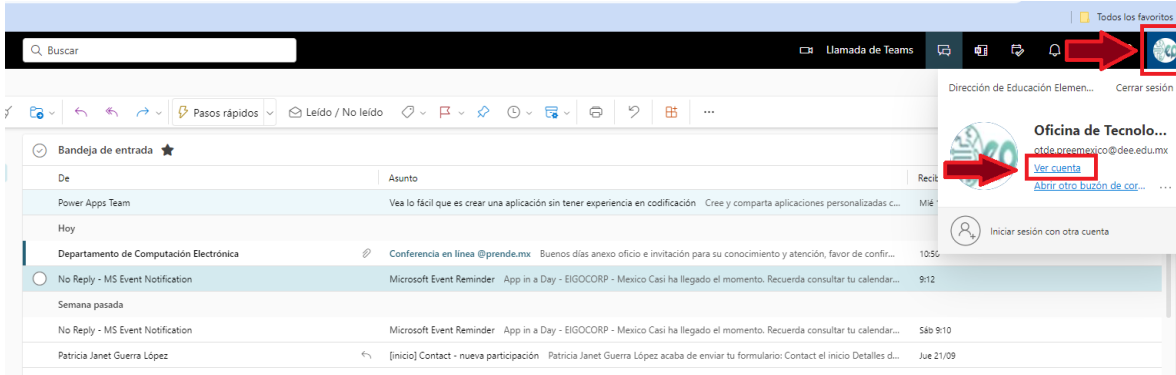 Todos los favoritos
Buscar
Llamada de Teams
Dirección de Educación Elemen... Cerrar sesión
Pasos rápidos
Leído / No leído
Oficina de Tecnolo...
otde.preemexico@dee.edu.mx
Ver cuenta
Abrir otro buzón de cor...
Iniciar sesión con otra cuenta
Bandeja de entrada
De Asunto
Power Apps Team Vea lo fácil que es crear una aplicación sin tener experiencia en codificación Cree y comparta aplicaciones personalizadas c... Mié
Hoy
Departamento de Computación Electrónica Conferencia en línea @prende.mx Buenos días anexo oficio e invitación para su conocimiento y atención, favor de confir... 10:50
No Reply - MS Event Notification Microsoft Event Reminder App in a Day - EIGOCORP - Mexico Casi ha llegado el momento. Recuerda consultar tu calendar... 9:12
Semana pasada
No Reply - MS Event Notification Microsoft Event Reminder App in a Day - EIGOCORP - Mexico Casi ha llegado el momento. Recuerda consultar tu calendar... Sáb 9:10
Patricia Janet Guerra López [inicio] Contact - nueva participación Patricia Janet Guerra López acaba de enviar tu formulario: Contact el inicio Detalles d... Jue 21/09